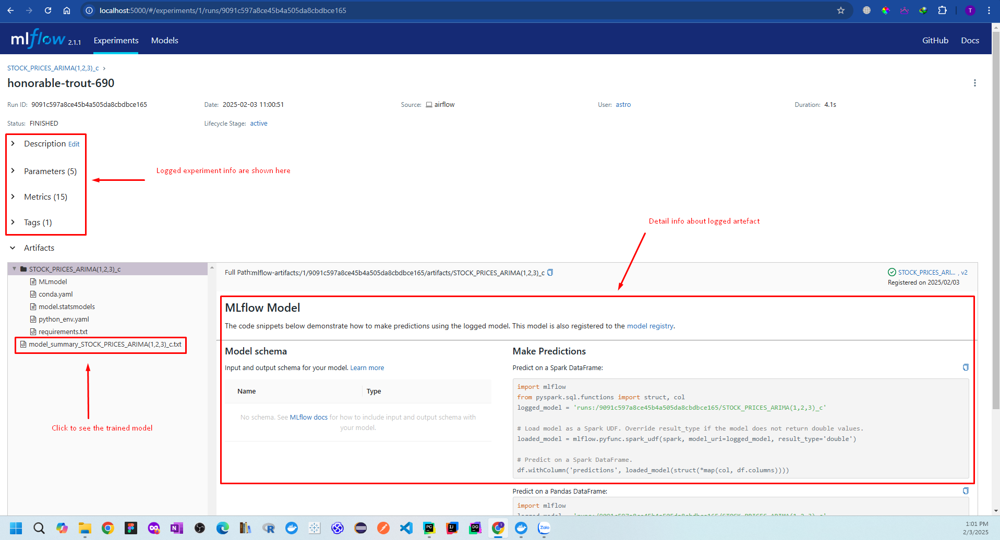 localhost:5000/#/experiments/1/runs/9091c597a8ce45b4a505da8cbdbce165
T
mlflow 2.1.1 Experiments Models GitHub Docs
STOCK_PRICES_ARIMA(1,2,3)_c ›
honorable-trout-690
Run ID: 9091c597a8ce45b4a505da8cbdbce165 Date: 2025-02-03 11:00:51 Source: airflow User: astro Duration: 4.1s
Status: FINISHED Lifecycle Stage: active
Description Edit
Parameters (5)
Logged experiment info are shown here
Metrics (15)
Tags (1)
Detail info about logged artefact
Artifacts
STOCK_PRICES_ARIMA(1,2,3)_c
MLmodel
conda.yaml
model.statsmodels
python_env.yaml
requirements.txt
model_summary_STOCK_PRICES_ARIMA(1,2,3)_c.txt
Click to see the trained model
Full Path:mlflow-artifacts:/1/9091c597a8ce45b4a505da8cbdbce165/artifacts/STOCK_PRICES_ARIMA(1,2,3)_c
STOCK_PRICES_ARI... , v2
Registered on 2025/02/03
MLflow Model
The code snippets below demonstrate how to make predictions using the logged model. This model is also registered to the model registry.
Model schema
Input and output schema for your model. Learn more
Name Type
No schema. See MLflow docs for how to include input and output schema with
your model.
Make Predictions
Predict on a Spark DataFrame:
import mlflow
from pyspark.sql.functions import struct, col
logged_model = 'runs:/9091c597a8ce45b4a505da8cbdbce165/STOCK_PRICES_ARIMA(1,2,3)_c'
# Load model as a Spark UDF. Override result_type if the model does not return double values.
loaded_model = mlflow.pyfunc.spark_udf(spark, model_uri=logged_model, result_type='double')
# Predict on a Spark DataFrame.
df.withColumn('predictions', loaded_model(struct(*map(col, df.columns))))
Predict on a Pandas DataFrame:
import mlflow
1:01 PM
2/3/2025